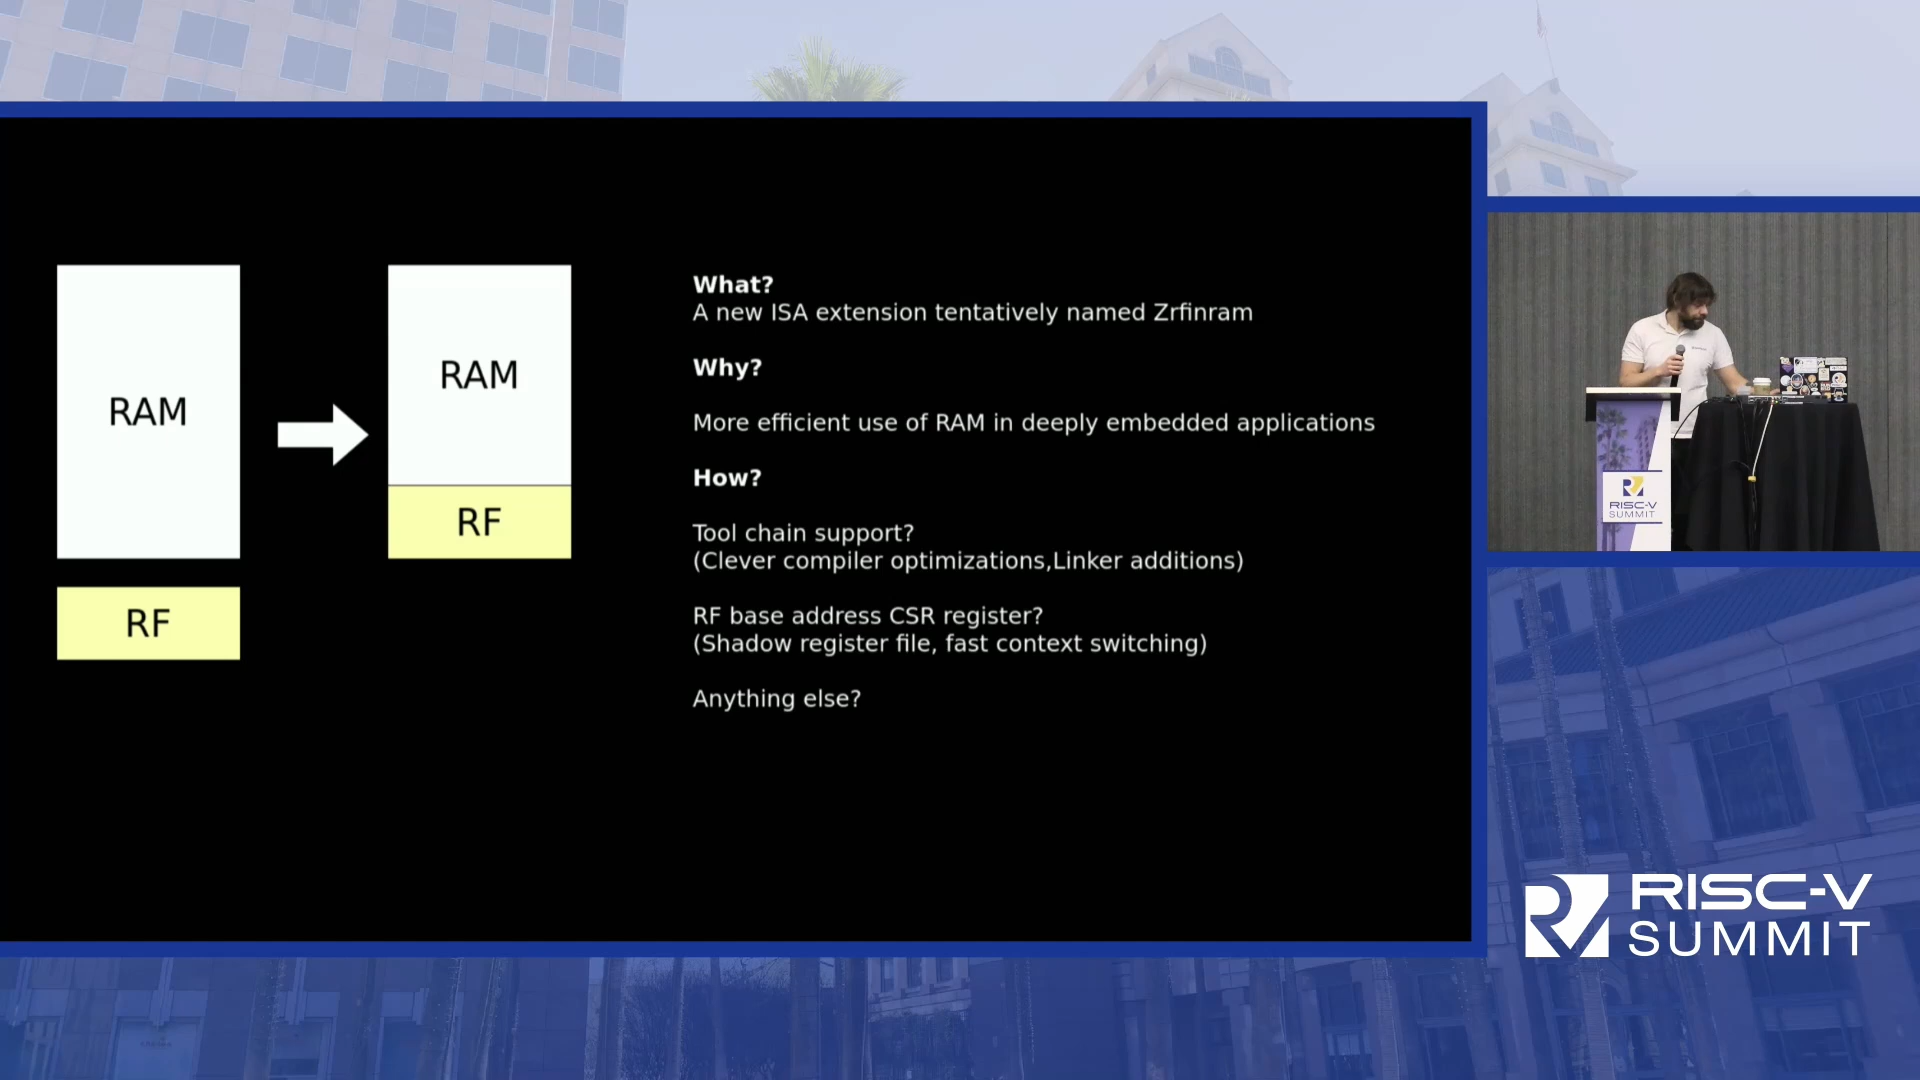 RAM
RF
RAM
RF
What?
A new ISA extension tentatively named Zrfinram
Why?
More efficient use of RAM in deeply embedded applications
How?
Tool chain support?
(Clever compiler optimizations,Linker additions)
RF base address CSR register?
(Shadow register file, fast context switching)
Anything else?
RISC-V
SUMMIT
RISC-V
SUMMIT